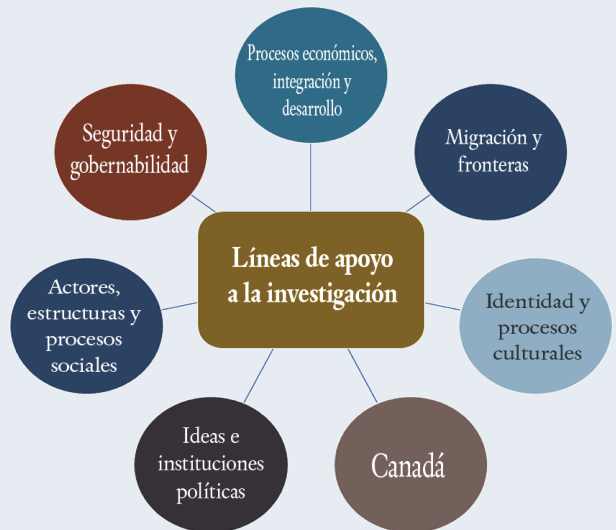 Procesos económicos,
integración y
desarrollo
Seguridad y
gobernabilidad
Migración y
fronteras
Líneas de apoyo
a la investigación
Actores,
estructuras y
procesos
sociales
Identidad y
procesos
culturales
Ideas e
instituciones
políticas
Canadá